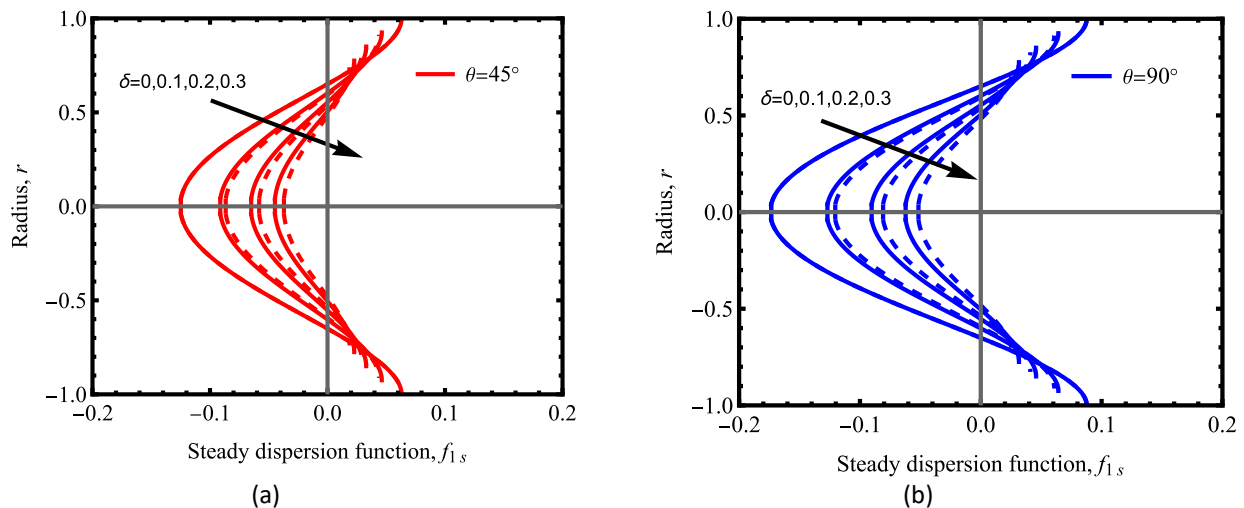 1.0
0.5
0.0
−0.5
−1.0
Radius, r
δ=0,0.1,0.2,0.3
θ=45°
−0.2 −0.1 0.0 0.1 0.2
Steady dispersion function, f1 s
(a)
1.0
0.5
0.0
−0.5
−1.0
Radius, r
δ=0,0.1,0.2,0.3
θ=90°
−0.2 −0.1 0.0 0.1 0.2
Steady dispersion function, f1 s
(b)